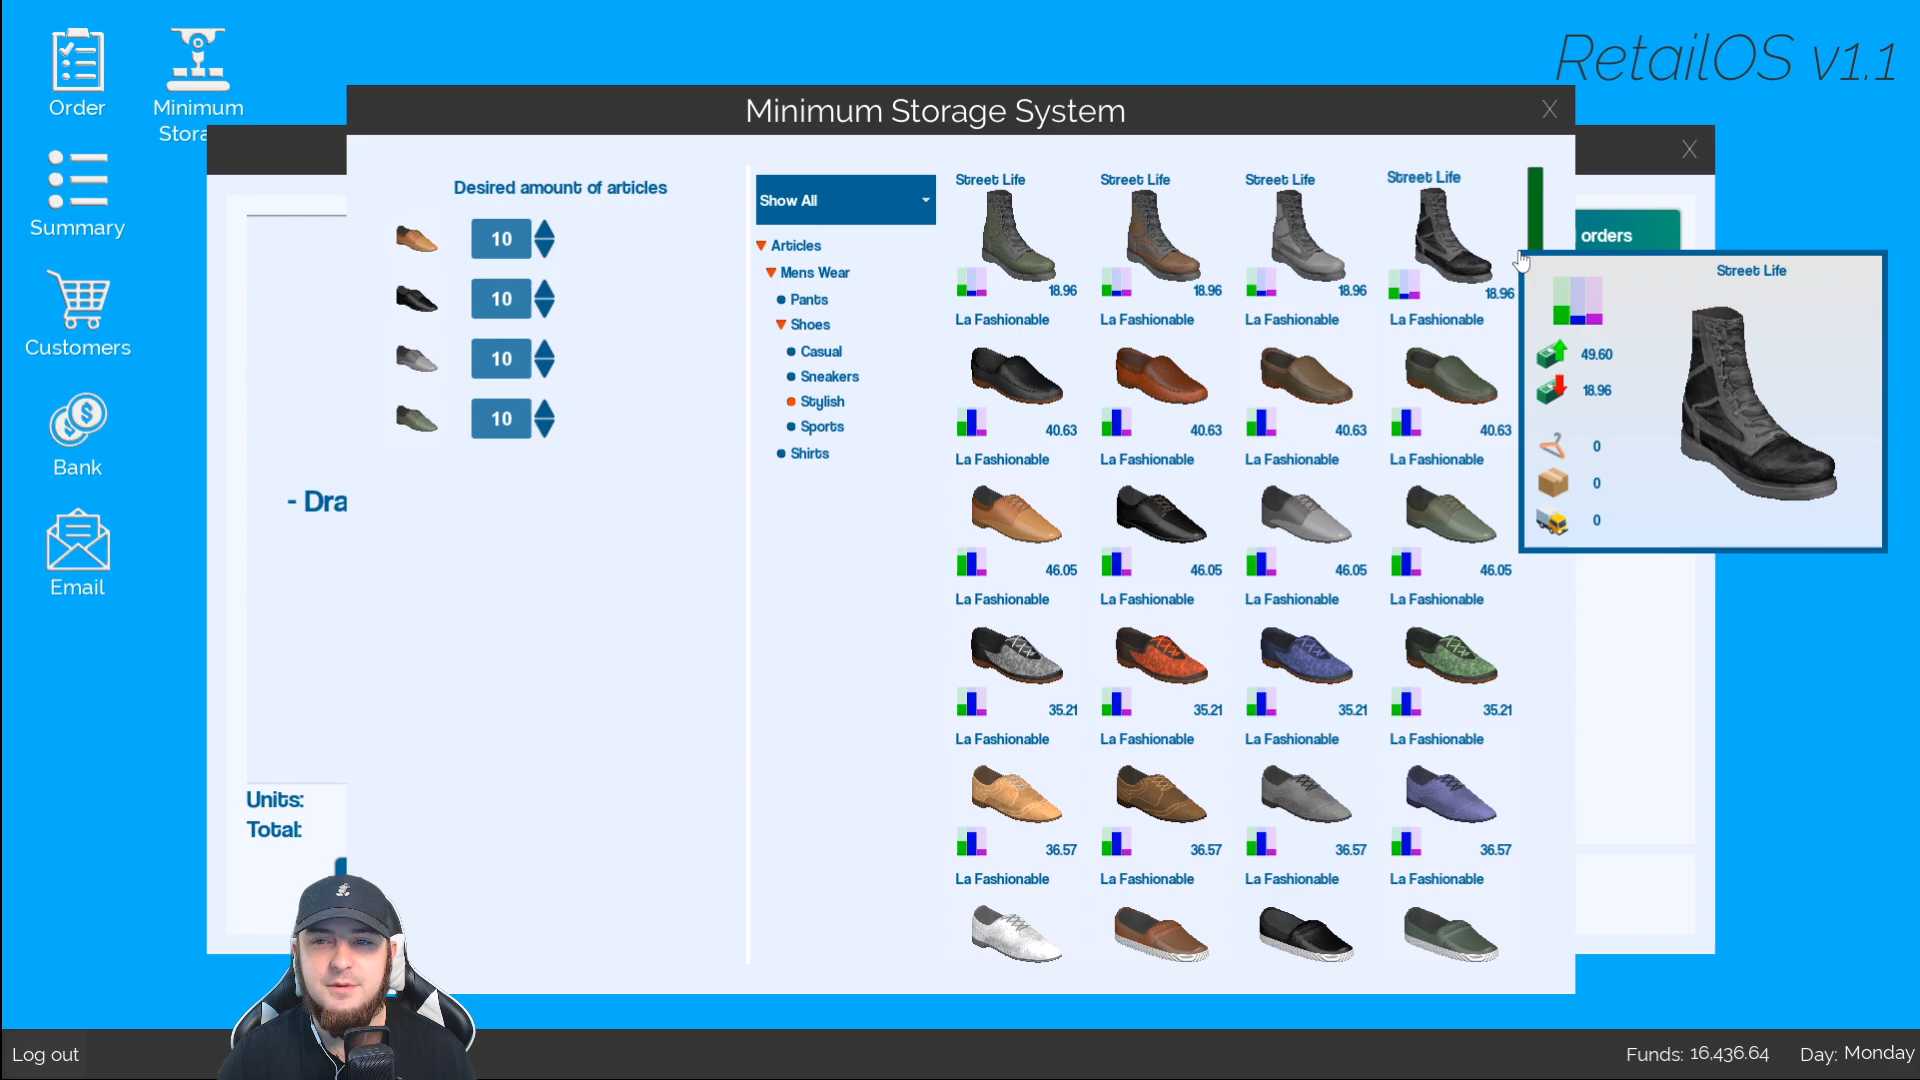 RetailOS v1.1
Order
Minimum
Stora
Summary
Customers
Bank
Email
Minimum Storage System
X
X
Desired amount of articles
10
10
10
10
Show All
Articles
Mens Wear
Pants
Shoes
Casual
Sneakers
Stylish
Sports
Shirts
Street Life Street Life Street Life Street Life
18.96 18.96 18.96 18.96
La Fashionable La Fashionable La Fashionable La Fashionable
40.63 40.63 40.63 40.63
La Fashionable La Fashionable La Fashionable La Fashionable
46.05 46.05 46.05 46.05
La Fashionable La Fashionable La Fashionable La Fashionable
35.21 35.21 35.21 35.21
La Fashionable La Fashionable La Fashionable La Fashionable
36.57 36.57 36.57 36.57
La Fashionable La Fashionable La Fashionable La Fashionable
orders
Street Life
49.60
18.96
0
0
0
- Dra
Units:
Total:
Log out
Funds: 16,436.64 Day: Monday